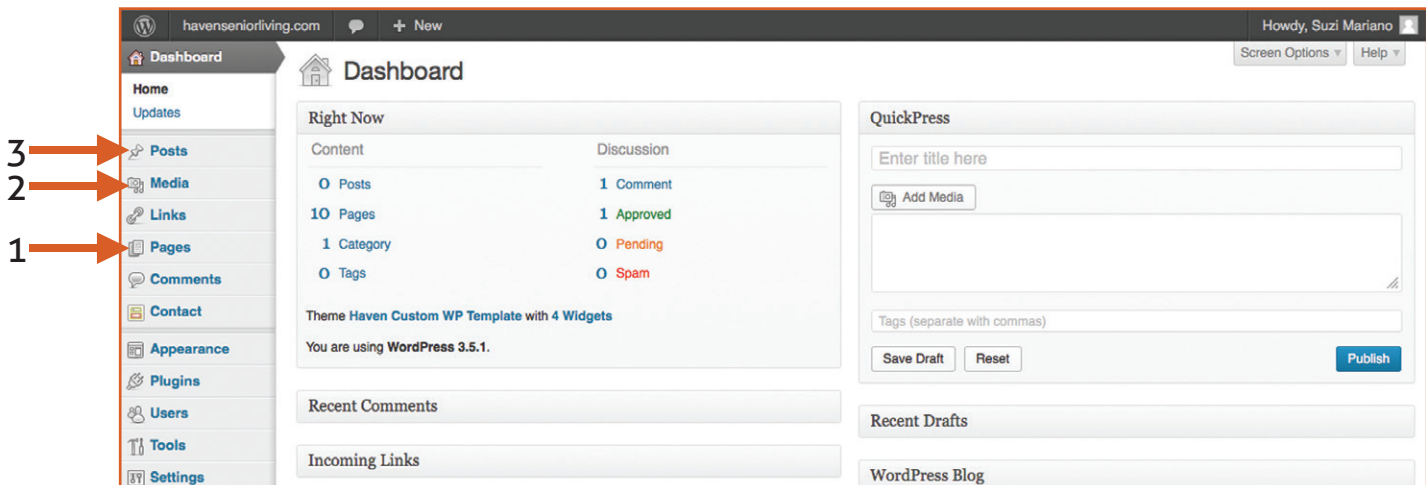 havenseniorliving.com + New Howdy, Suzi Mariano
Dashboard
Home
Updates
3 Posts
2 Media
Links
1 Pages
Comments
Contact
Appearance
Plugins
Users
Tools
Settings
Screen Options Help
Dashboard
Right Now
Content Discussion
0 Posts 1 Comment
10 Pages 1 Approved
1 Category 0 Pending
0 Tags 0 Spam
Theme Haven Custom WP Template with 4 Widgets
You are using WordPress 3.5.1.
Recent Comments
Incoming Links
QuickPress
Enter title here
Add Media
Tags (separate with commas)
Save Draft Reset Publish
Recent Drafts
WordPress Blog